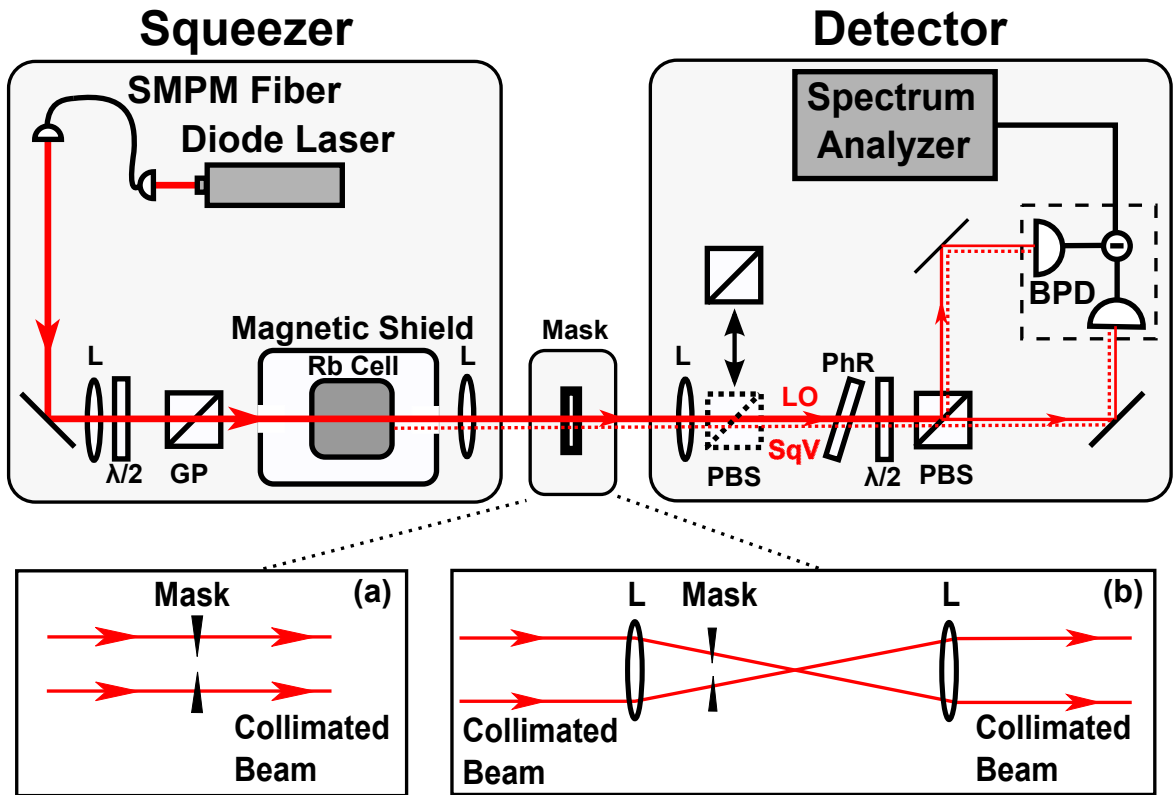 Squeezer
Detector
SMPM Fiber
Diode Laser
Spectrum
Analyzer
BPD
Magnetic Shield
Rb Cell
L
L
λ/2
GP
Mask
L
PBS
LO
SqV
PhR
λ/2
PBS
Mask
(a)
Collimated
Beam
L
Mask
L
(b)
Collimated
Beam
Collimated
Beam